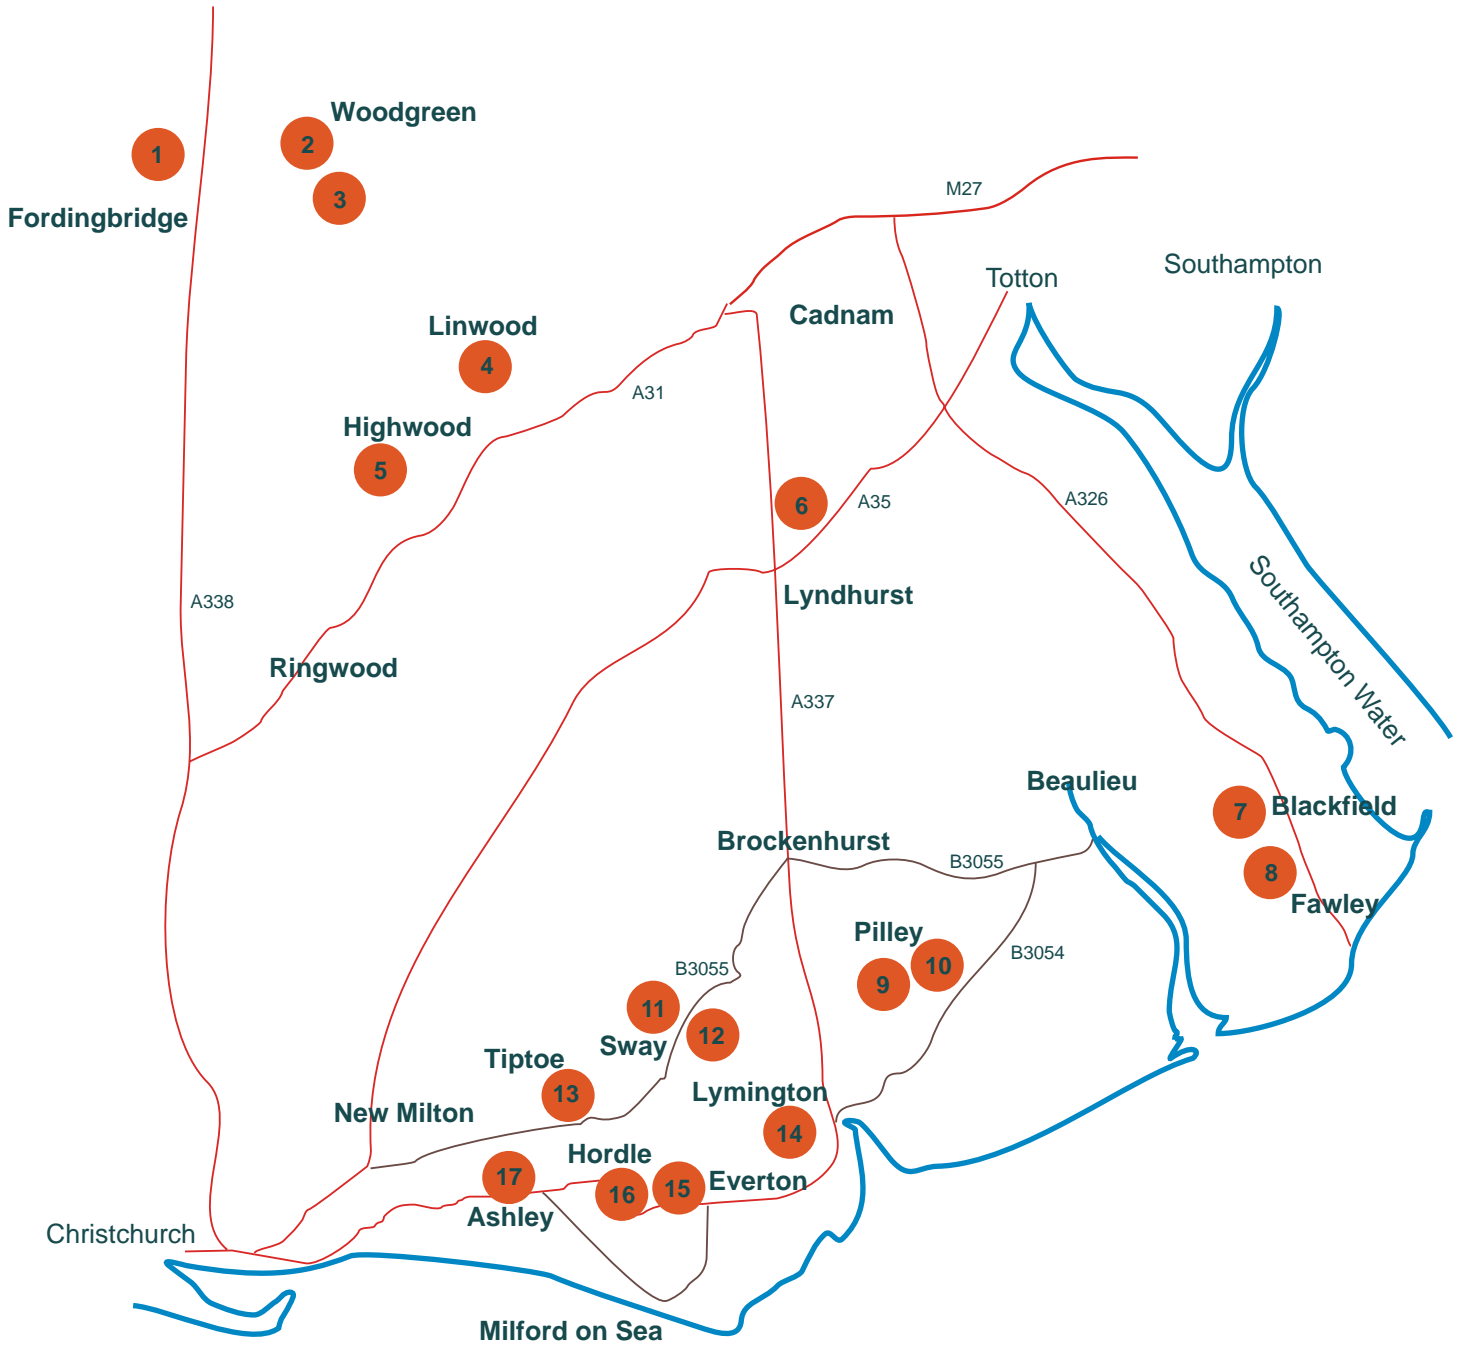 Woodgreen
1
2
3
Fordingbridge
M27
Totton
Southampton
Cadnam
Linwood
4
A31
Highwood
5
6
A35
A326
Lyndhurst
A338
Southampton Water
Ringwood
A337
Beaulieu
7
Blackfield
Brockenhurst
B3055
8
Fawley
Pilley
9
10
B3054
B3055
11
12
Sway
Tiptoe
13
Lymington
New Milton
14
Hordle
17
16
15
Everton
Ashley
Christchurch
Milford on Sea